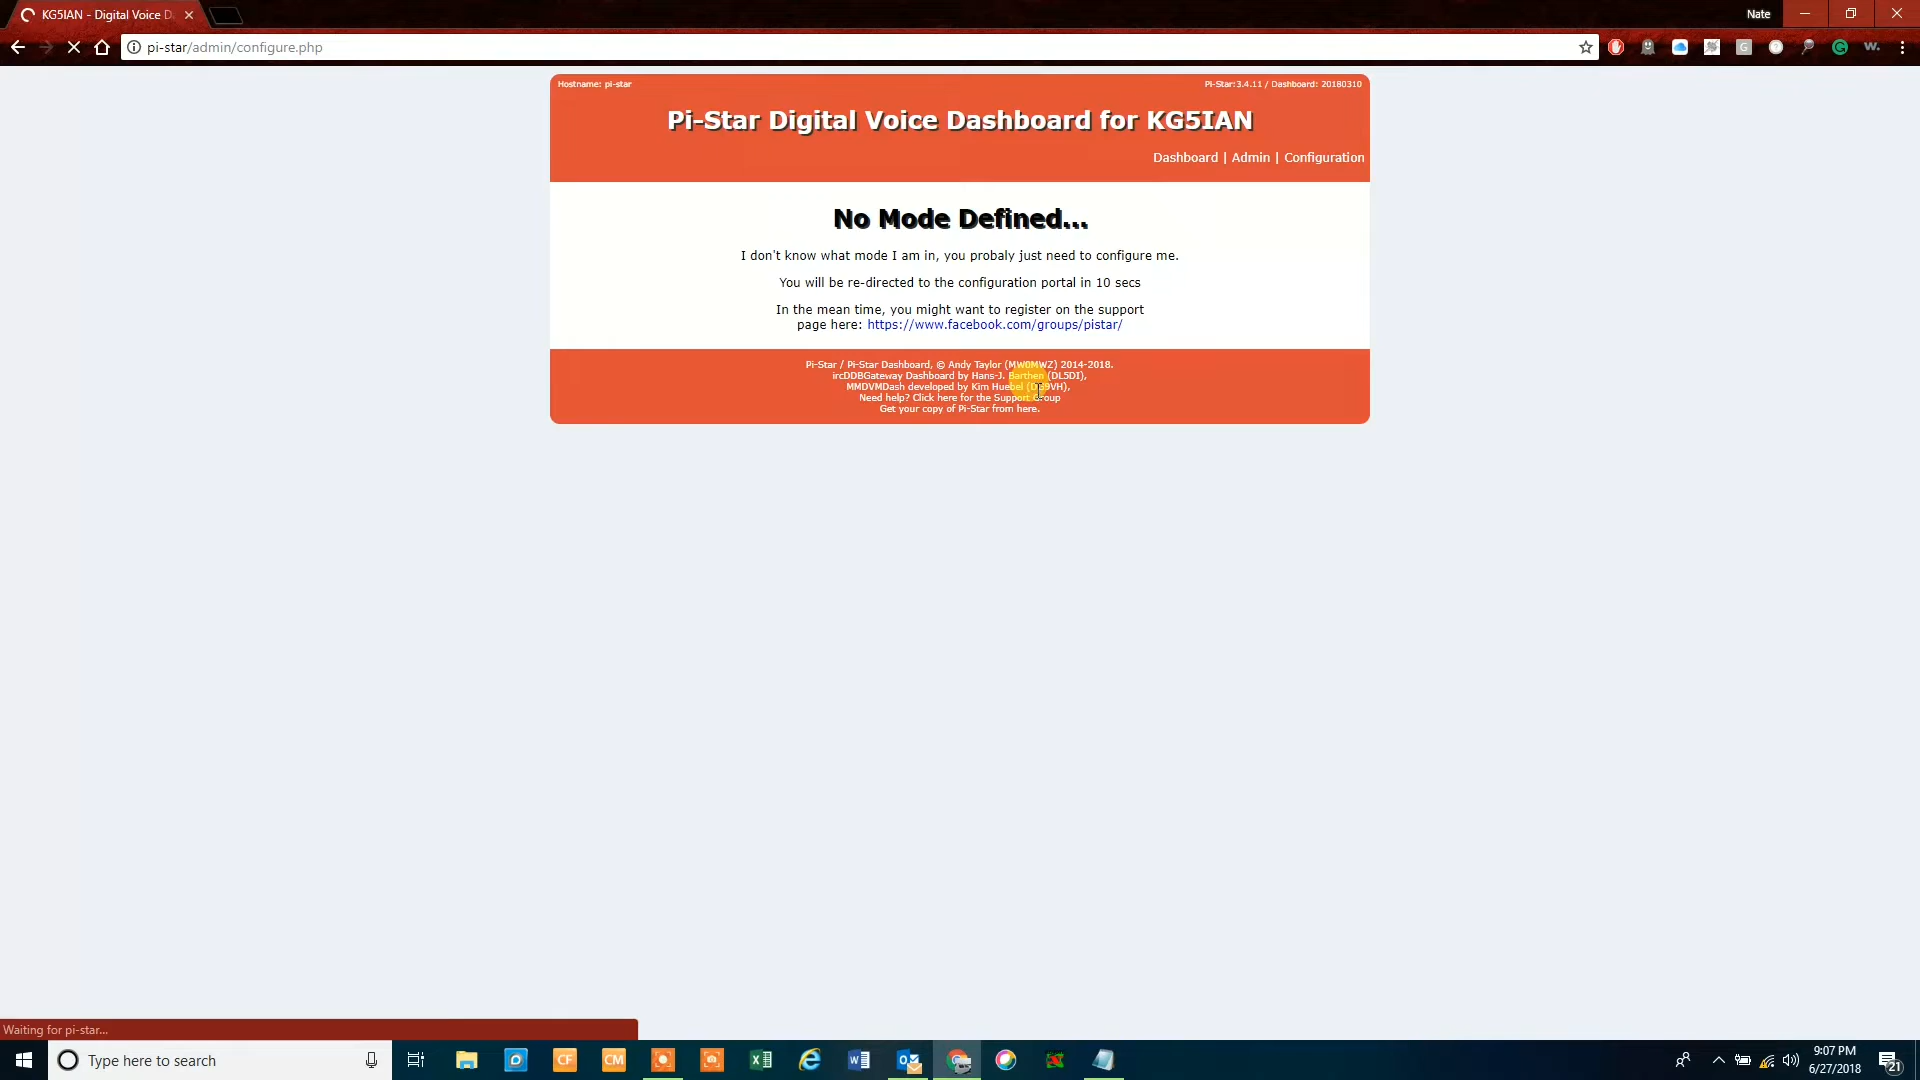 KG5IAN - Digital Voice D
Nate
pi-star/admin/configure.php
G
w.
Hostname: pi-star
Pi-Star:3.4.11 / Dashboard: 20180310
Pi-Star Digital Voice Dashboard for KG5IAN
Dashboard | Admin | Configuration
No Mode Defined...
I don't know what mode I am in, you probaly just need to configure me.
You will be re-directed to the configuration portal in 10 secs
In the mean time, you might want to register on the support
page here: https://www.facebook.com/groups/pistar/
Pi-Star / Pi-Star Dashboard, © Andy Taylor (MW0MWZ) 2014-2018.
ircDDBGateway Dashboard by Hans-J. Barthen (DL5DI),
MMDVMDash developed by Kim Huebel (DG9VH),
Need help? Click here for the Support Group
Get your copy of Pi-Star from here.
Waiting for pi-star...
Type here to search
CF
CM
9:07 PM
6/27/2018
21